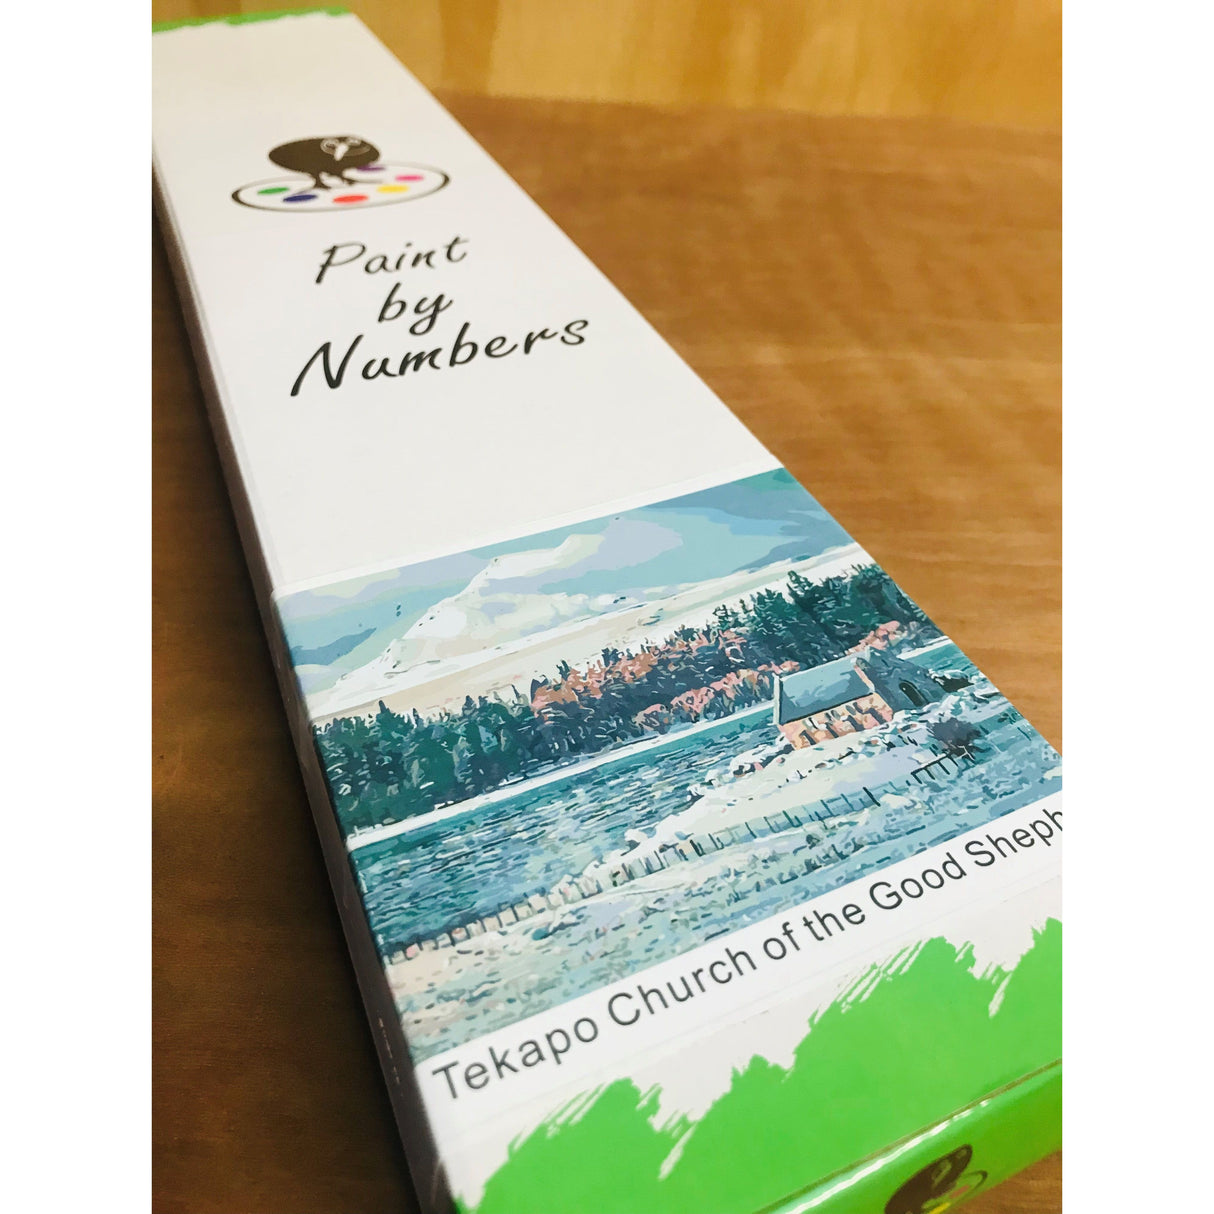 Paint
by
Numbers
Tekapo Church of the Good Sheph